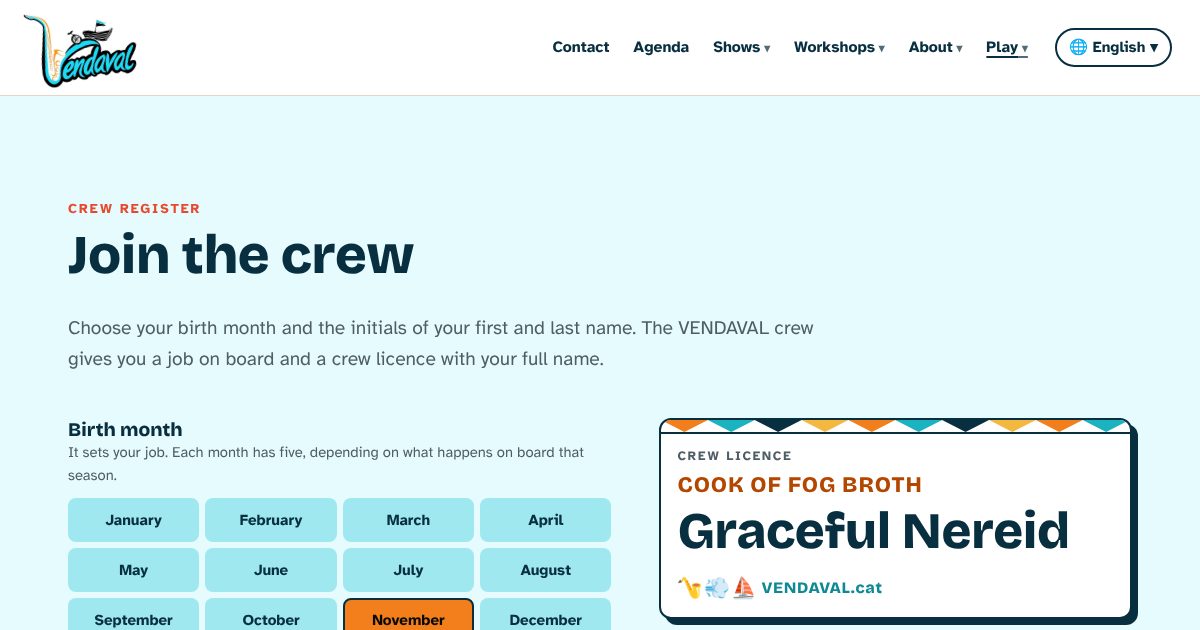 Vendaval
Contact
Agenda
Shows ▾
Workshops ▾
About ▾
Play ▾
🌐 English ▾
CREW REGISTER
Join the crew
Choose your birth month and the initials of your first and last name. The VENDAVAL crew
gives you a job on board and a crew licence with your full name.
Birth month
It sets your job. Each month has five, depending on what happens on board that
season.
January
February
March
April
May
June
July
August
September
October
November
December
CREW LICENCE
COOK OF FOG BROTH
Graceful Nereid
🎷💨⛵ VENDAVAL.cat